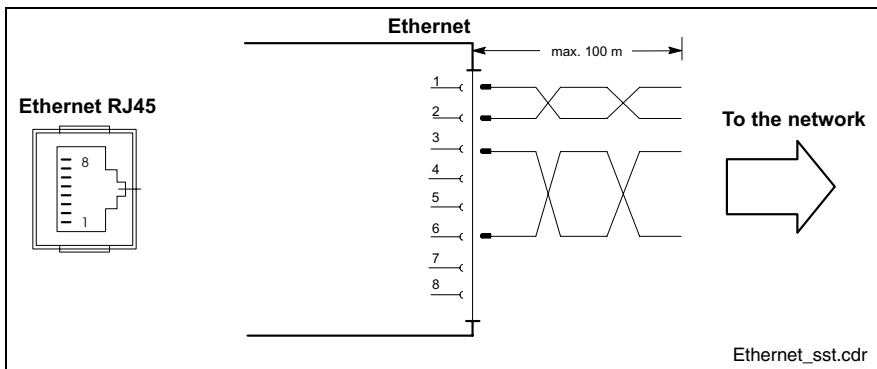 Ethernet
max. 100 m
Ethernet RJ45
8
1
1
2
3
4
5
6
7
8
To the network
Ethernet_sst.cdr